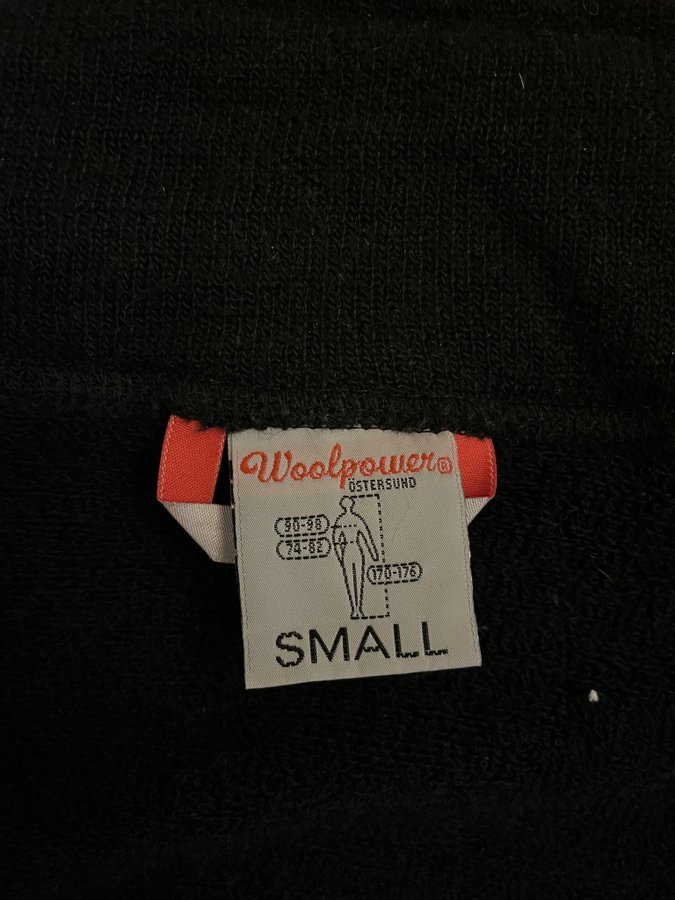 Woolpower®
ÖSTERSUND
90-98
74-82
170-176
SMALL